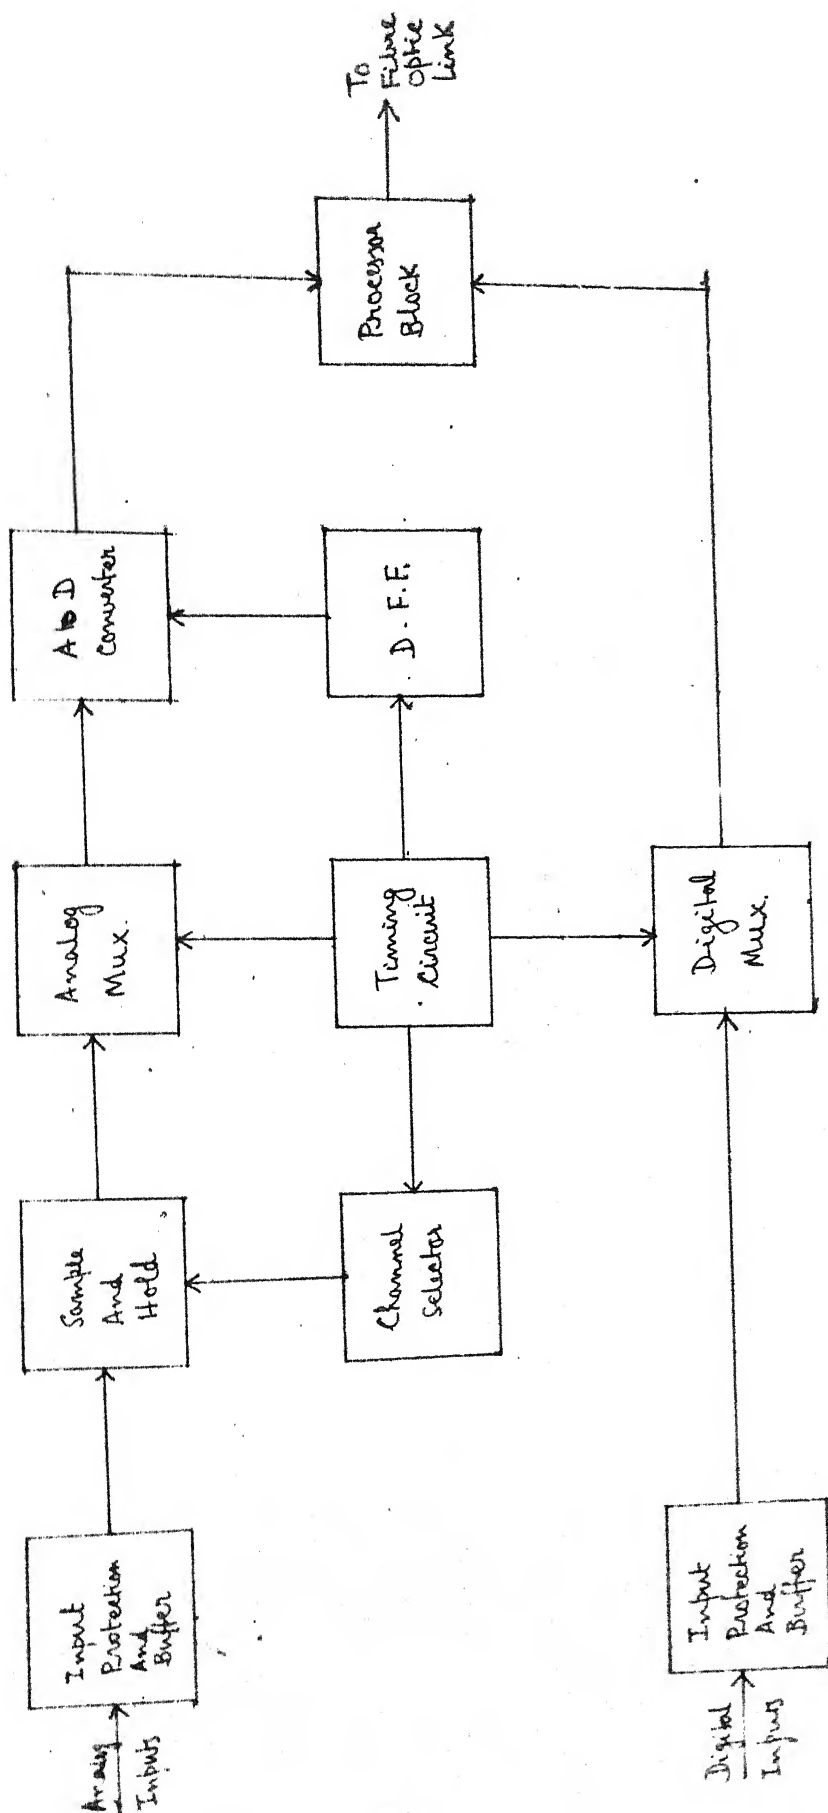 Analog
Inputs
Input
Protection
And
Buffer
Sample
And
Hold
Analog
Mux.
A to D
Converter
Channel
Selector
Timing
Circuit
D-F.F.
Processor
Block
To
Fibre
Optic
Link
Digital
Inputs
Input
Protection
And
Buffer
Digital
Mux.